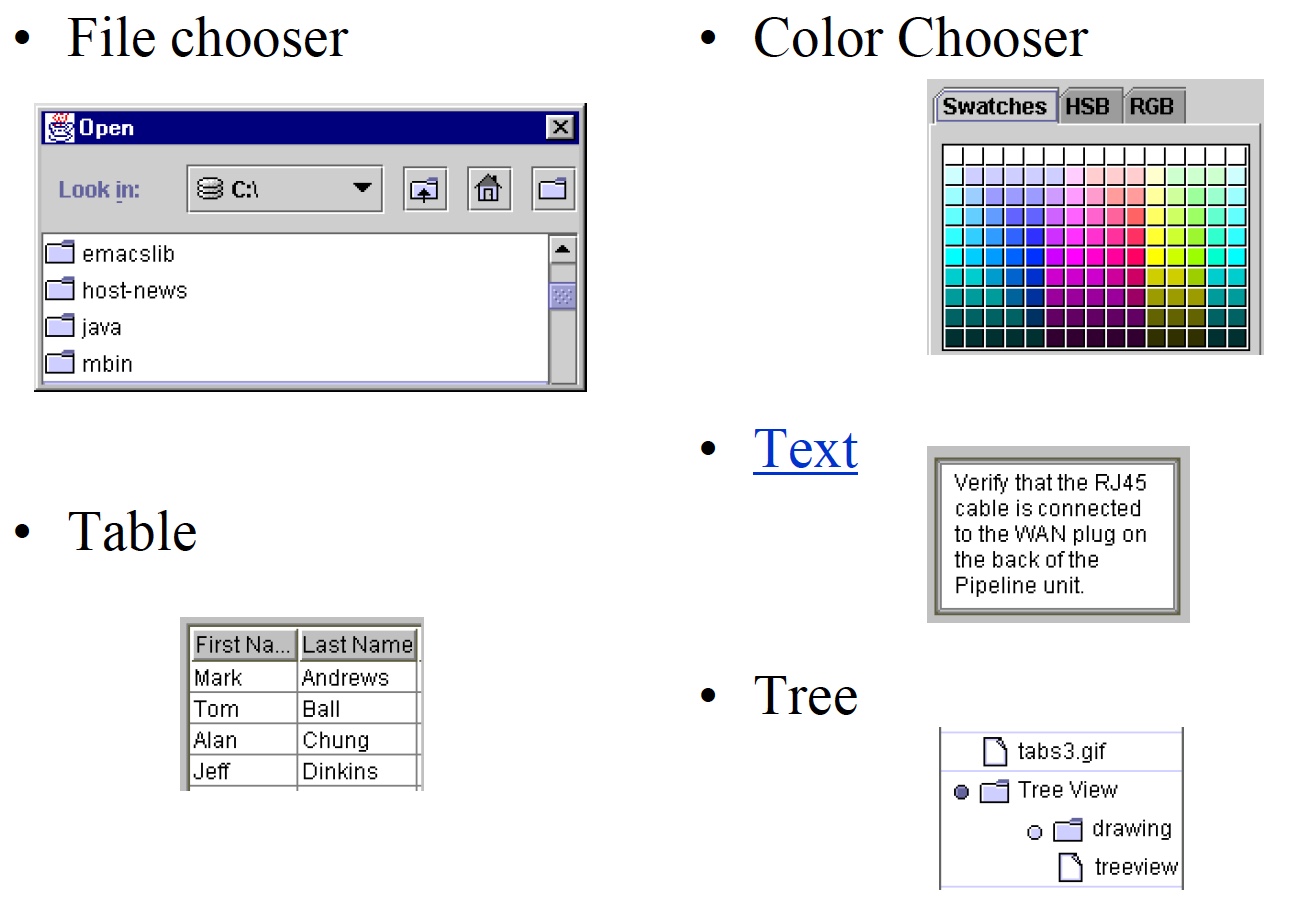 • File chooser
Open
Look in:
C:\
emacslib
host-news
java
mbin
• Table
First Na... Last Name
Mark Andrews
Tom Ball
Alan Chung
Jeff Dinkins
• Color Chooser
Swatches HSB RGB
• Text
Verify that the RJ45
cable is connected
to the WAN plug on
the back of the
Pipeline unit.
• Tree
tabs3.gif
Tree View
drawing
treeview